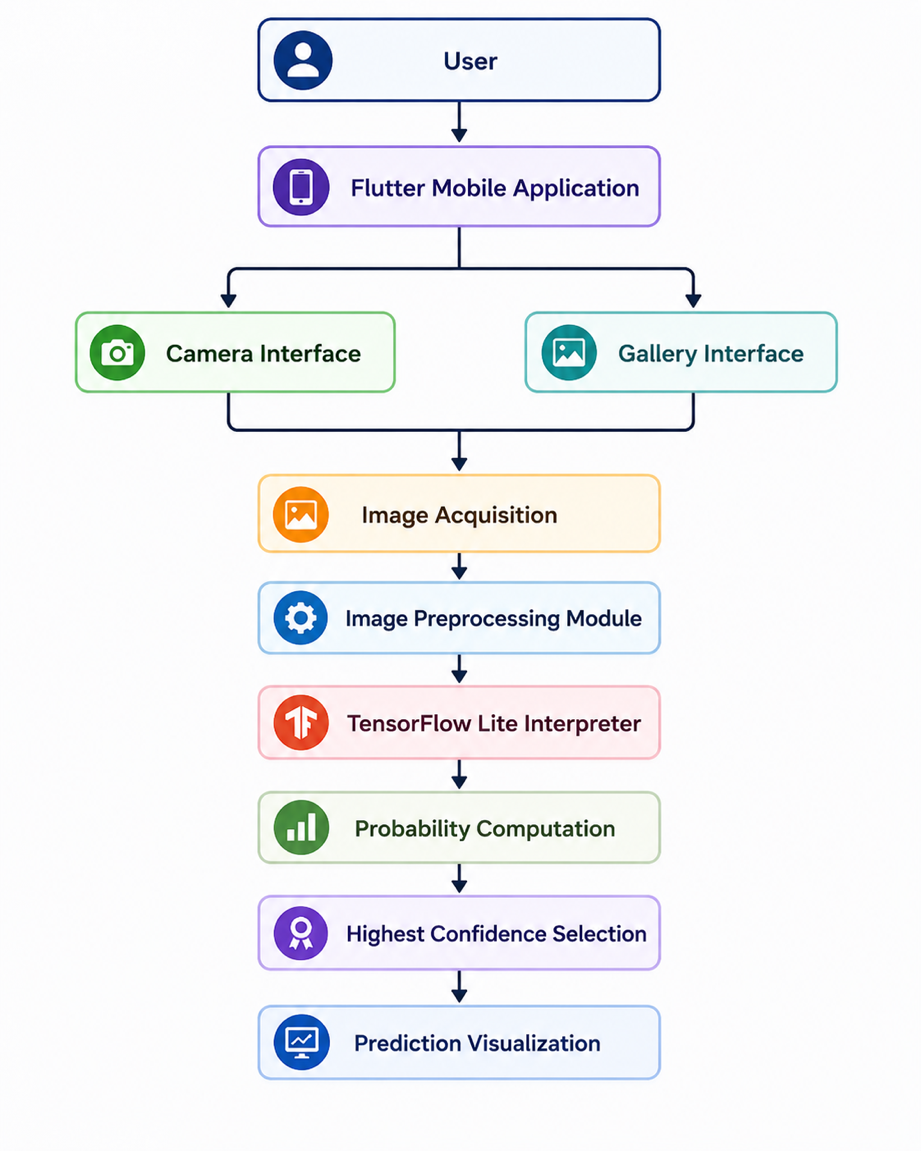 User
Flutter Mobile Application
Camera Interface
Gallery Interface
Image Acquisition
Image Preprocessing Module
TensorFlow Lite Interpreter
Probability Computation
Highest Confidence Selection
Prediction Visualization